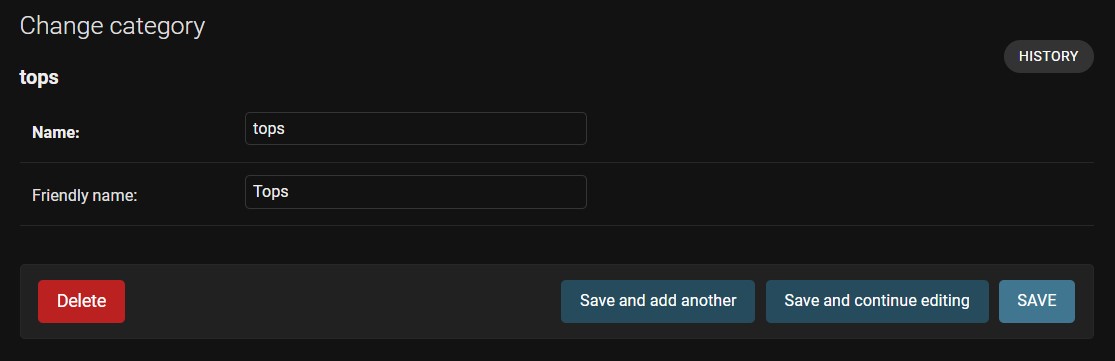 Change category
HISTORY
tops
Name:
tops
Friendly name:
Tops
Delete
Save and add another
Save and continue editing
SAVE